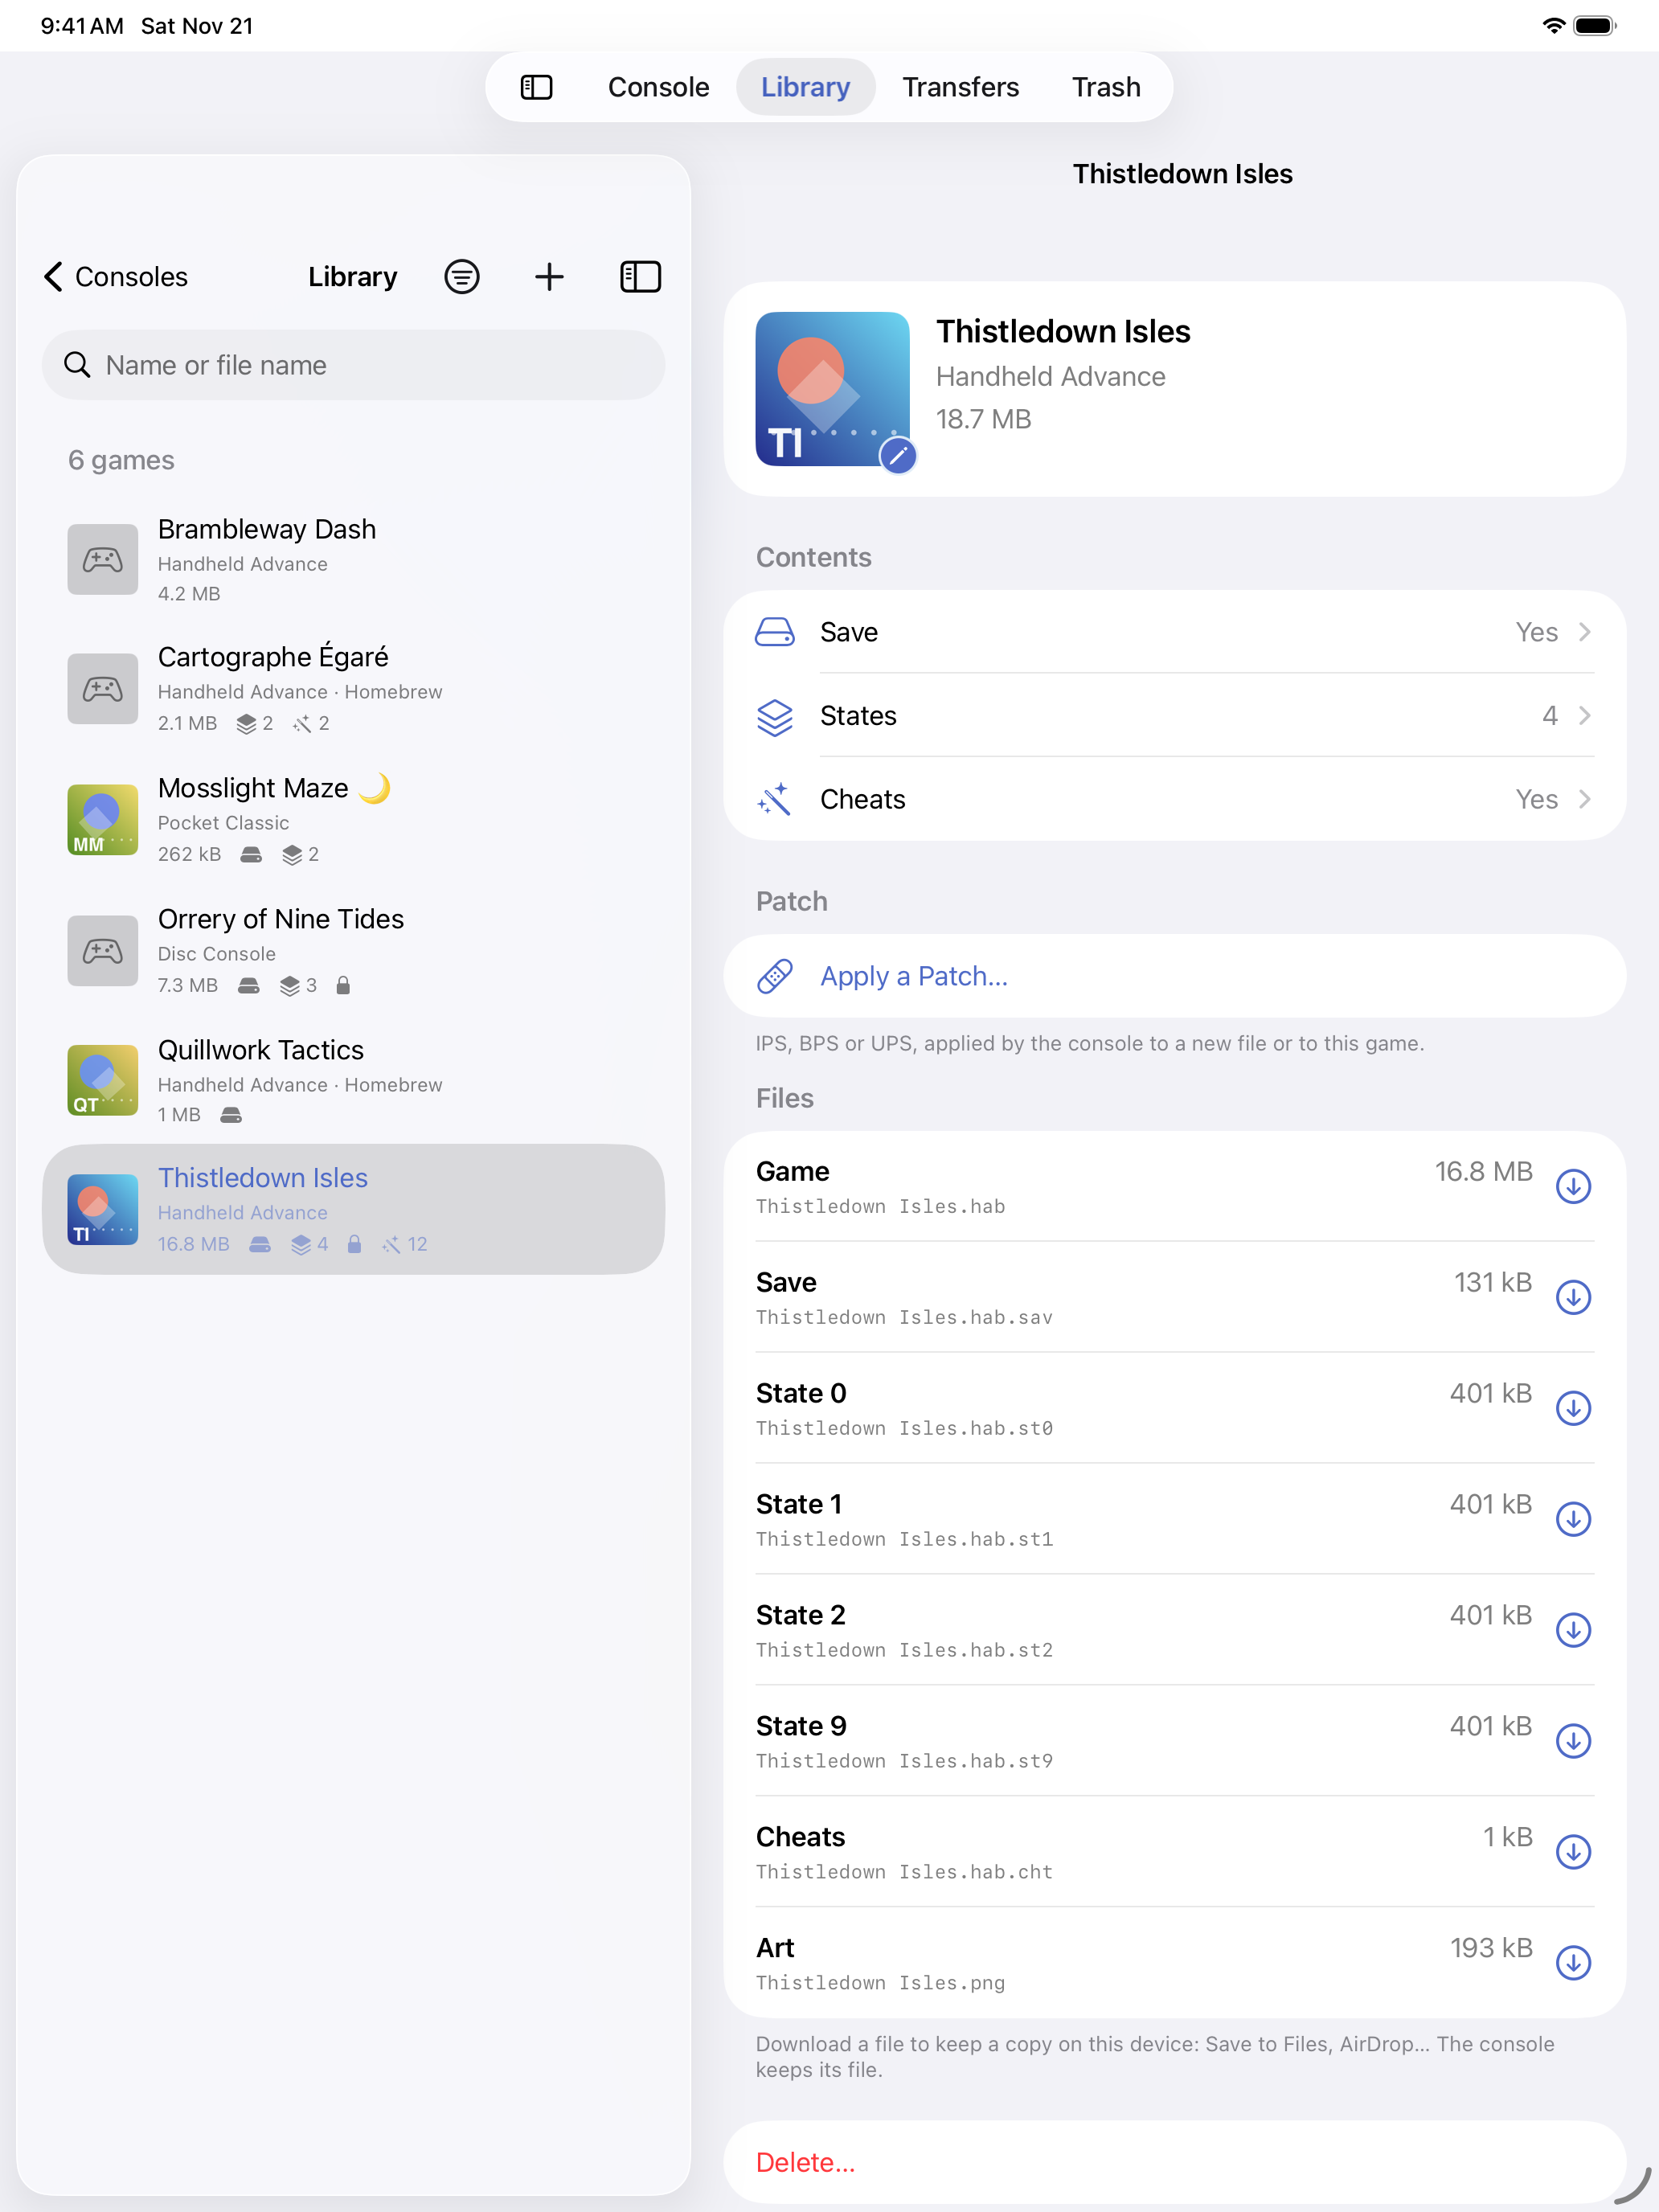 9:41 AM Sat Nov 21
Console Library Transfers Trash
Consoles Library
Name or file name
6 games
Brambleway Dash
Handheld Advance
4.2 MB
Cartographe Égaré
Handheld Advance · Homebrew
2.1 MB 2 2
Mosslight Maze 🌙
Pocket Classic
MM
262 kB 2
Orrery of Nine Tides
Disc Console
7.3 MB 3
Quillwork Tactics
Handheld Advance · Homebrew
QT
1 MB
Thistledown Isles
Handheld Advance
TI
16.8 MB 4 12
Thistledown Isles
Thistledown Isles
Handheld Advance
18.7 MB
TI
Contents
Save Yes
States 4
Cheats Yes
Patch
Apply a Patch...
IPS, BPS or UPS, applied by the console to a new file or to this game.
Files
Game 16.8 MB
Thistledown Isles.hab
Save 131 kB
Thistledown Isles.hab.sav
State 0 401 kB
Thistledown Isles.hab.st0
State 1 401 kB
Thistledown Isles.hab.st1
State 2 401 kB
Thistledown Isles.hab.st2
State 9 401 kB
Thistledown Isles.hab.st9
Cheats 1 kB
Thistledown Isles.hab.cht
Art 193 kB
Thistledown Isles.png
Download a file to keep a copy on this device: Save to Files, AirDrop... The console
keeps its file.
Delete...